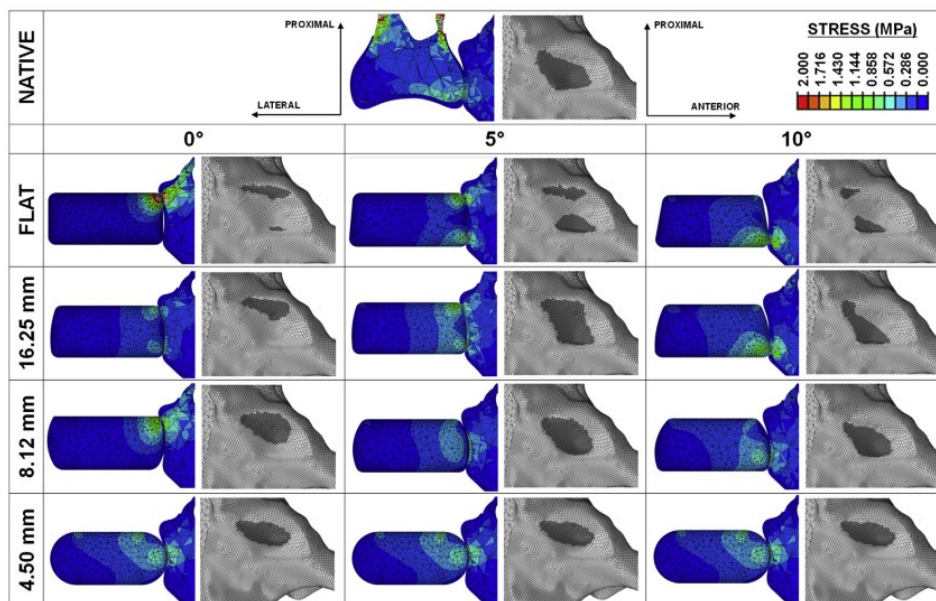 NATIVE
PROXIMAL
LATERAL
PROXIMAL
ANTERIOR
STRESS (MPa)
2.000
1.716
1.430
1.144
0.858
0.572
0.286
0.000
0°
5°
10°
FLAT
16.25 mm
8.12 mm
4.50 mm